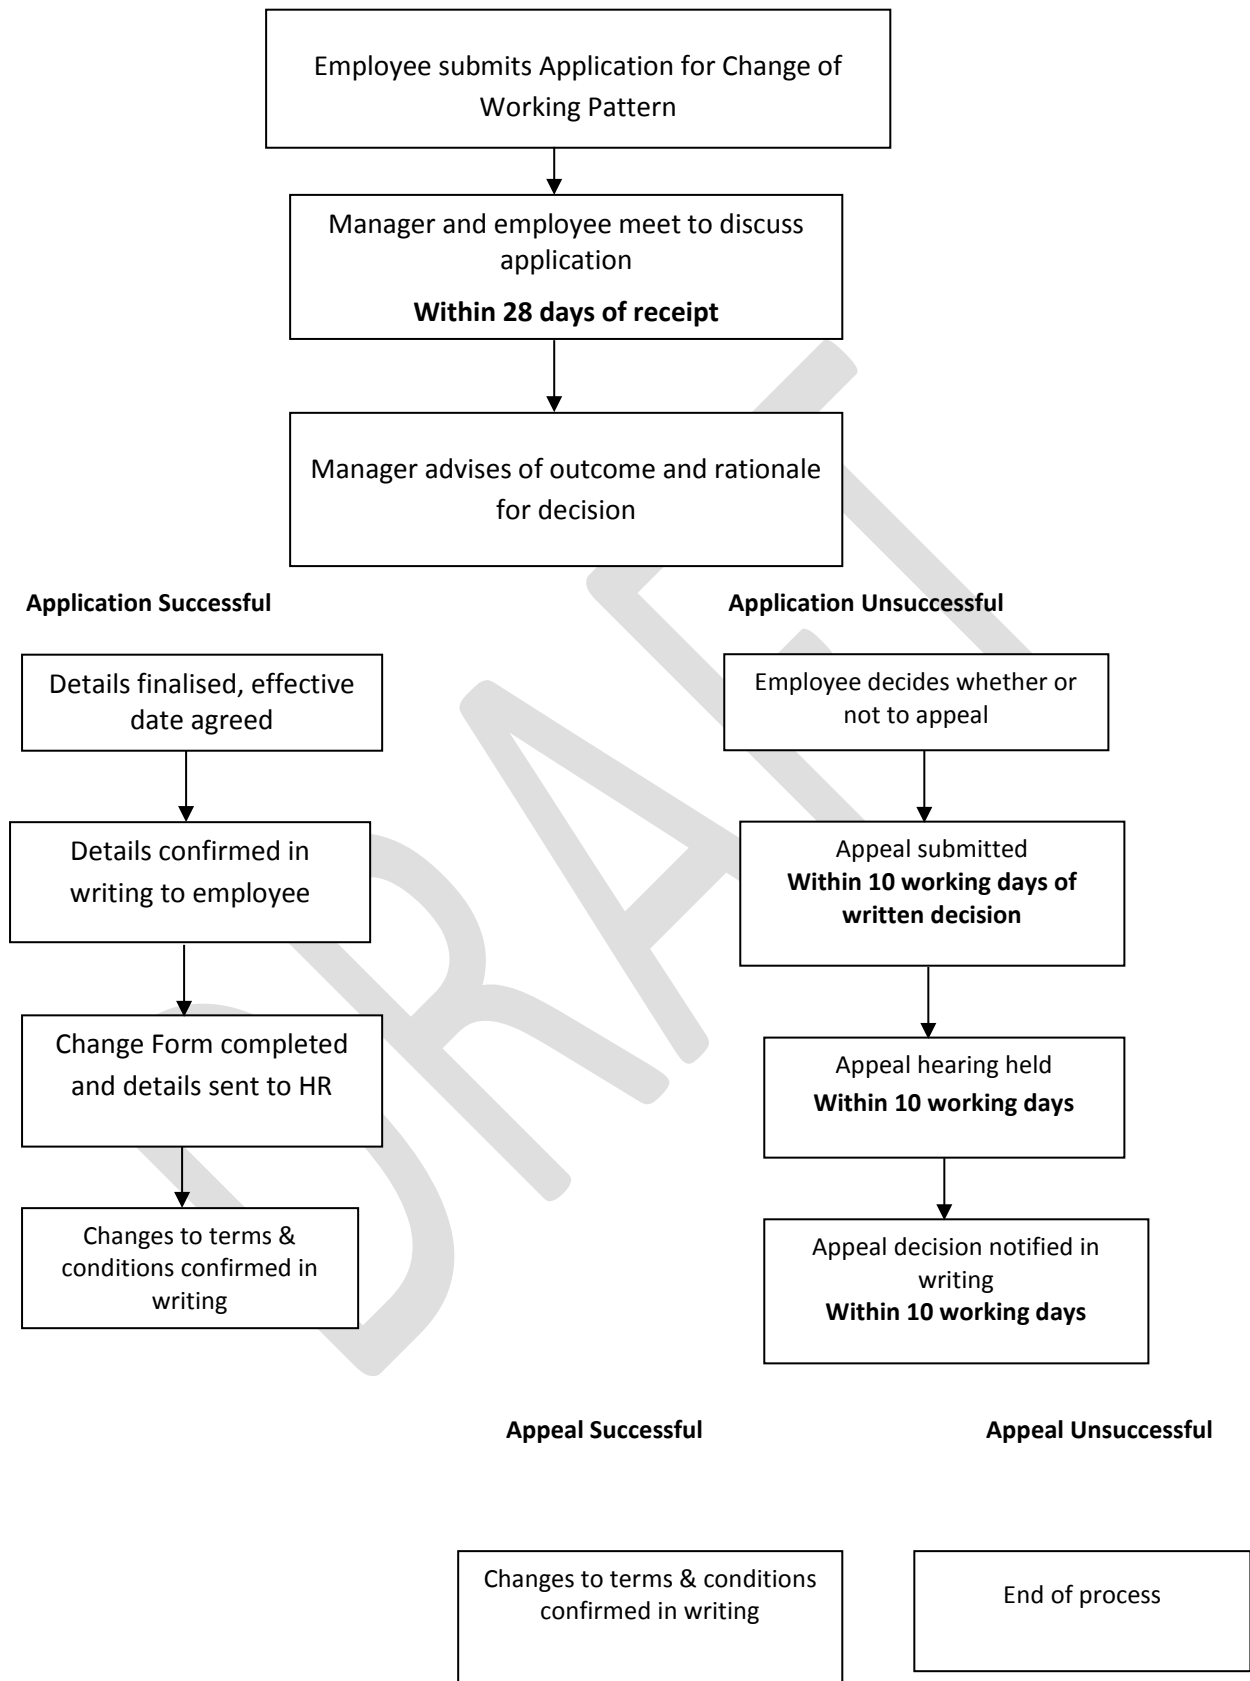 Employee submits Application for Change of
Working Pattern
Manager and employee meet to discuss
application
Within 28 days of receipt
Manager advises of outcome and rationale
for decision
Application Successful
Application Unsuccessful
Details finalised, effective
date agreed
Employee decides whether or
not to appeal
Details confirmed in
writing to employee
Appeal submitted
Within 10 working days of
written decision
Change Form completed
and details sent to HR
Appeal hearing held
Within 10 working days
Changes to terms &
conditions confirmed in
writing
Appeal decision notified in
writing
Within 10 working days
Appeal Successful
Appeal Unsuccessful
Changes to terms & conditions
confirmed in writing
End of process
DRAFT